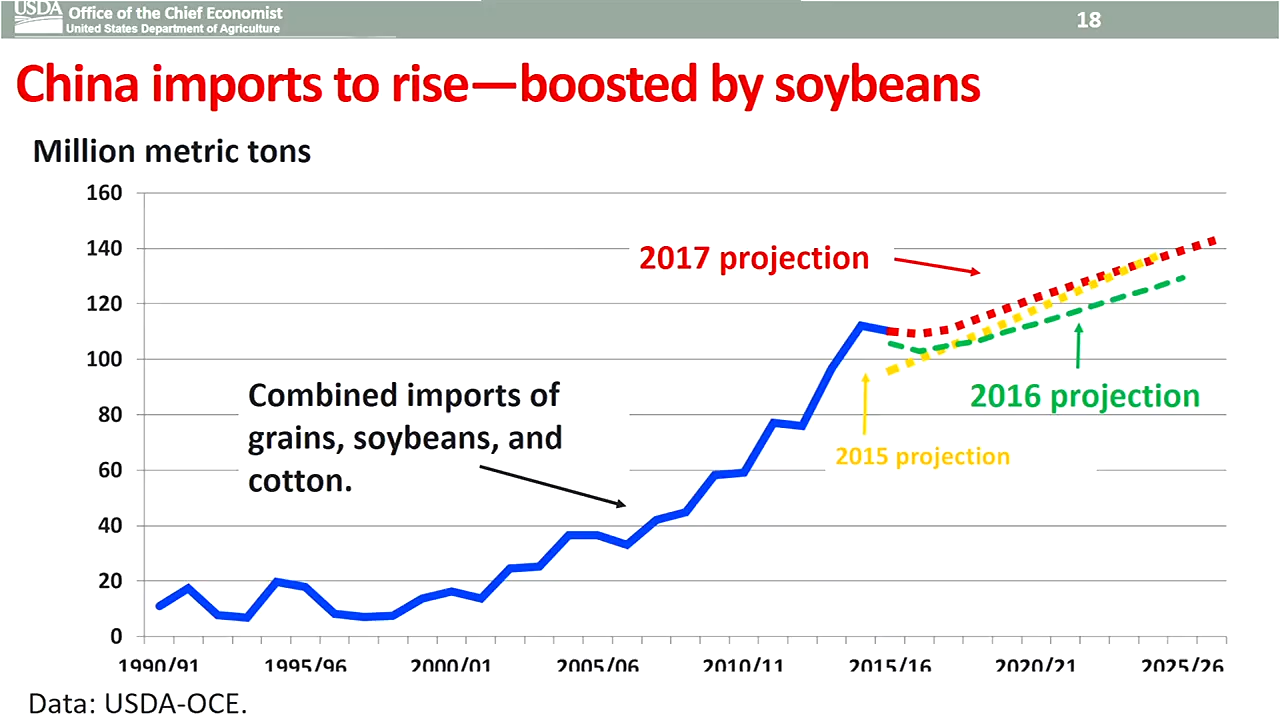 USDA Office of the Chief Economist
United States Department of Agriculture
18
China imports to rise—boosted by soybeans
Million metric tons
160
140
120
100
80
60
40
20
0
2017 projection
Combined imports of
grains, soybeans, and
cotton.
2016 projection
2015 projection
1990/91 1995/96 2000/01 2005/06 2010/11 2015/16 2020/21 2025/26
Data: USDA-OCE.